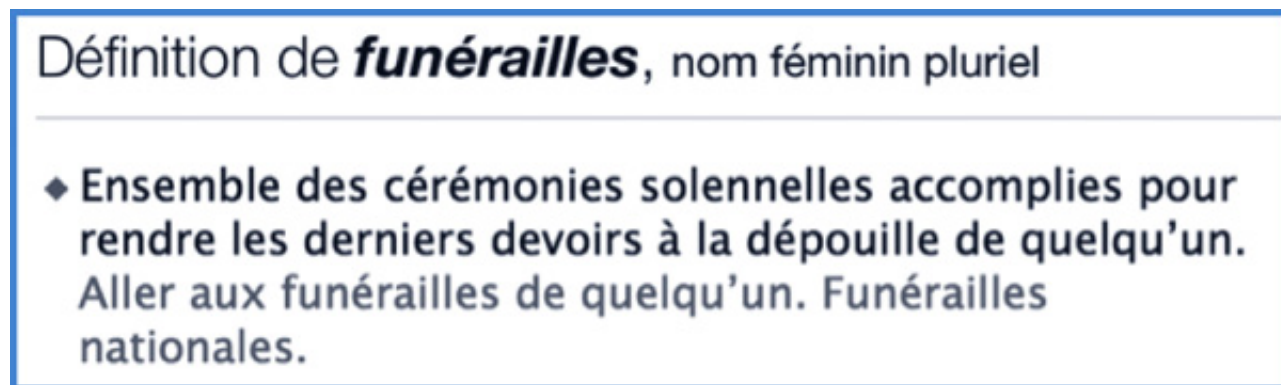 Définition de funérailles, nom féminin pluriel
◆ Ensemble des cérémonies solennelles accomplies pour
rendre les derniers devoirs à la dépouille de quelqu’un.
Aller aux funérailles de quelqu’un. Funérailles
nationales.